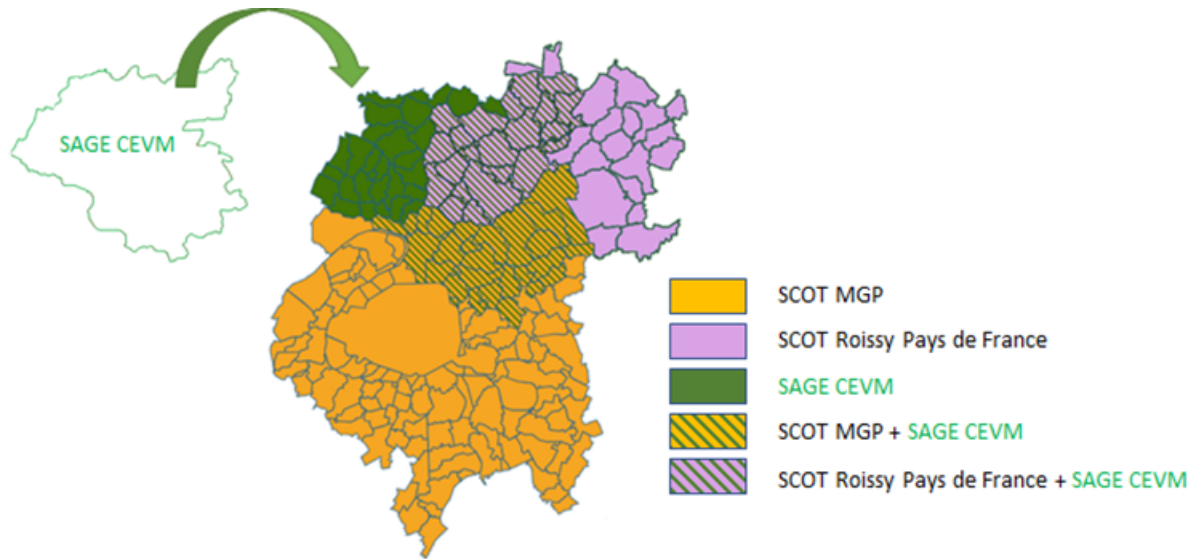 SAGE CEVM
SCOT MGP
SCOT Roissy Pays de France
SAGE CEVM
SCOT MGP + SAGE CEVM
SCOT Roissy Pays de France + SAGE CEVM